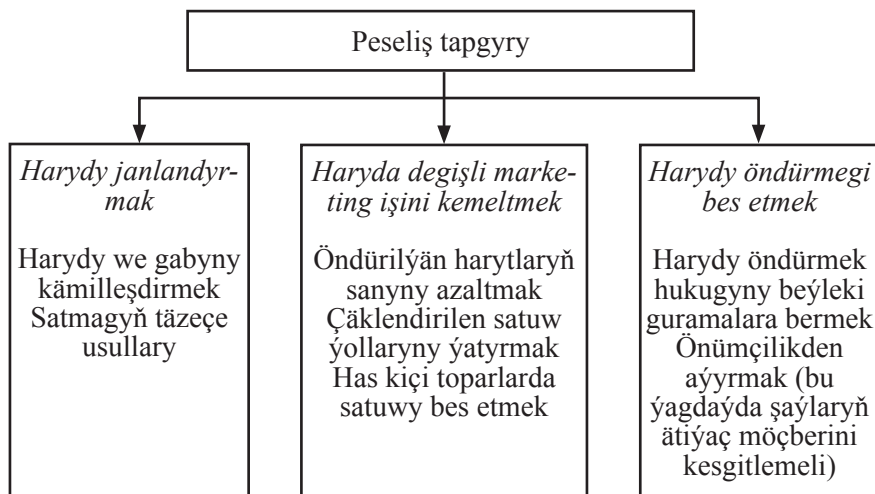 Peseliş tapgyry
Harydy janlandyr-
mak
Harydy we gabyny
kämilleşdirmek
Satmagyň täzeçe
usullary
Haryda degişli marke-
ting işini kemeltmek
Öndürilýän harytlaryň
sanyny azaltmak
Çäklendirilen satuw
ýollaryny ýatyrmak
Has kiçi toparlarda
satuwy bes etmek
Harydy öndürmegi
bes etmek
Harydy öndürmek
hukugyny beýleki
guramalara bermek
Önümçilikden
aýyrmak (bu
ýagdaýda şaýlaryň
ätiýaç möçberini
kesgitlemeli)